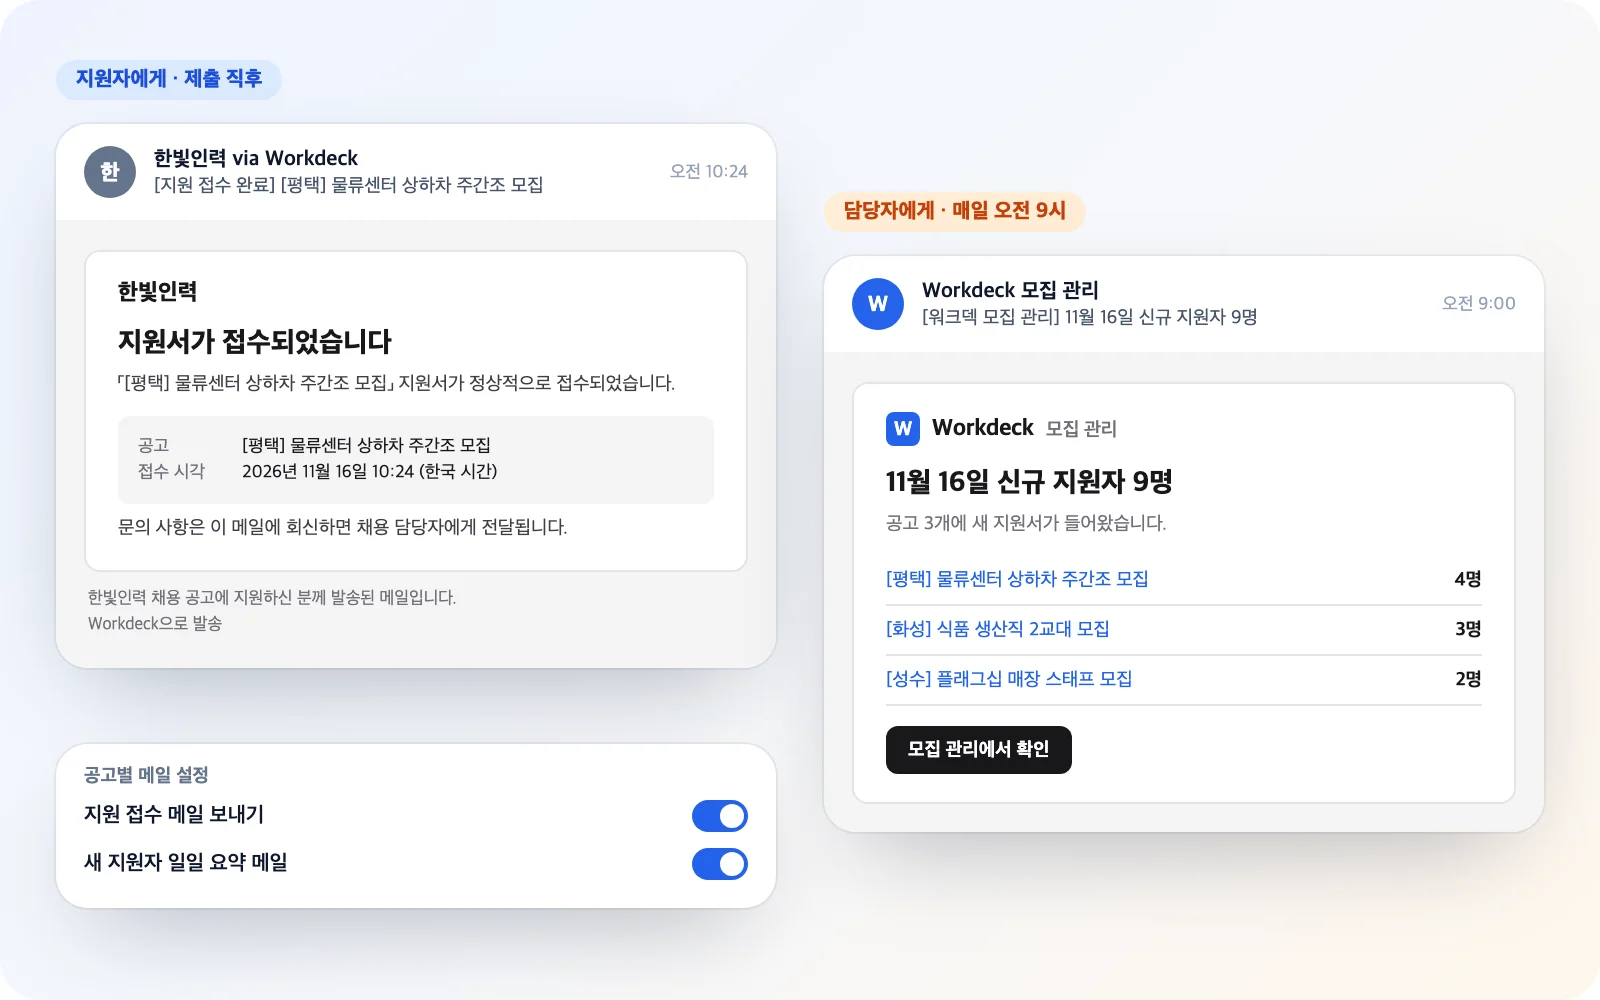 지원자에게 · 제출 직후
한
한빛인력 via Workdeck
[지원 접수 완료] [평택] 물류센터 상하차 주간조 모집
오전 10:24
한빛인력
지원서가 접수되었습니다
「[평택] 물류센터 상하차 주간조 모집」 지원서가 정상적으로 접수되었습니다.
공고 [평택] 물류센터 상하차 주간조 모집
접수 시각 2026년 11월 16일 10:24 (한국 시간)
문의 사항은 이 메일에 회신하면 채용 담당자에게 전달됩니다.
한빛인력 채용 공고에 지원하신 분께 발송된 메일입니다.
Workdeck으로 발송
공고별 메일 설정
지원 접수 메일 보내기
새 지원자 일일 요약 메일
담당자에게 · 매일 오전 9시
W
Workdeck 모집 관리
[워크덱 모집 관리] 11월 16일 신규 지원자 9명
오전 9:00
W Workdeck 모집 관리
11월 16일 신규 지원자 9명
공고 3개에 새 지원서가 들어왔습니다.
[평택] 물류센터 상하차 주간조 모집 4명
[화성] 식품 생산직 2교대 모집 3명
[성수] 플래그십 매장 스태프 모집 2명
모집 관리에서 확인